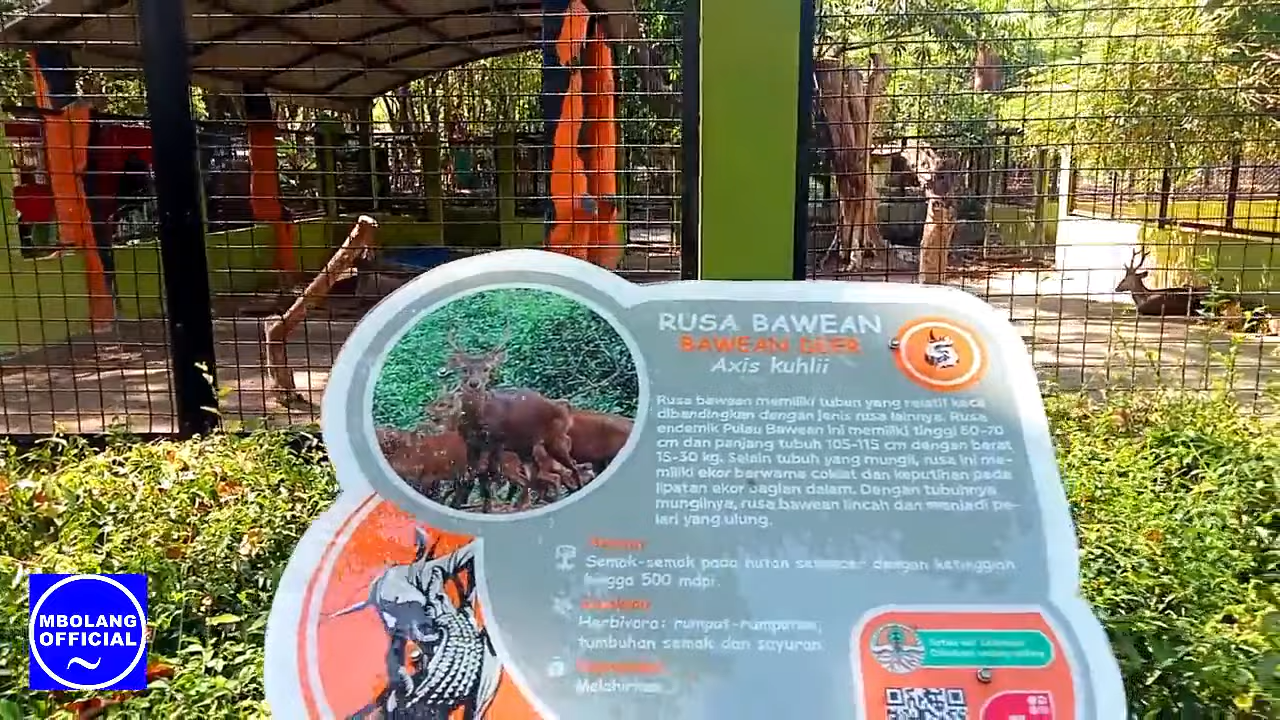 RUSA BAWEAN
BAWEAN DEER
Axis kuhlii
Rusa bawean memiliki tubuh yang relatif kecil
dibandingkan dengan jenis rusa lainnya. Rusa
endemik Pulau Bawean ini memiliki tinggi 60-70
cm dan panjang tubuh 105-115 cm dengan berat
15-30 kg. Selain tubuh yang mungil, rusa ini me-
miliki ekor berwarna coklat dan keputihan pada
lipatan ekor bagian dalam. Dengan tubuhnya
mungilnya, rusa bawean lincah dan menjadi pe-
lari yang ulung.
Semak-semak pada hutan sekunder dengan ketinggian
hingga 500 mdpl.
Herbivora: rumput-rumputan,
tumbuhan semak dan sayuran
Melahirkan
MBOLANG
OFFICIAL